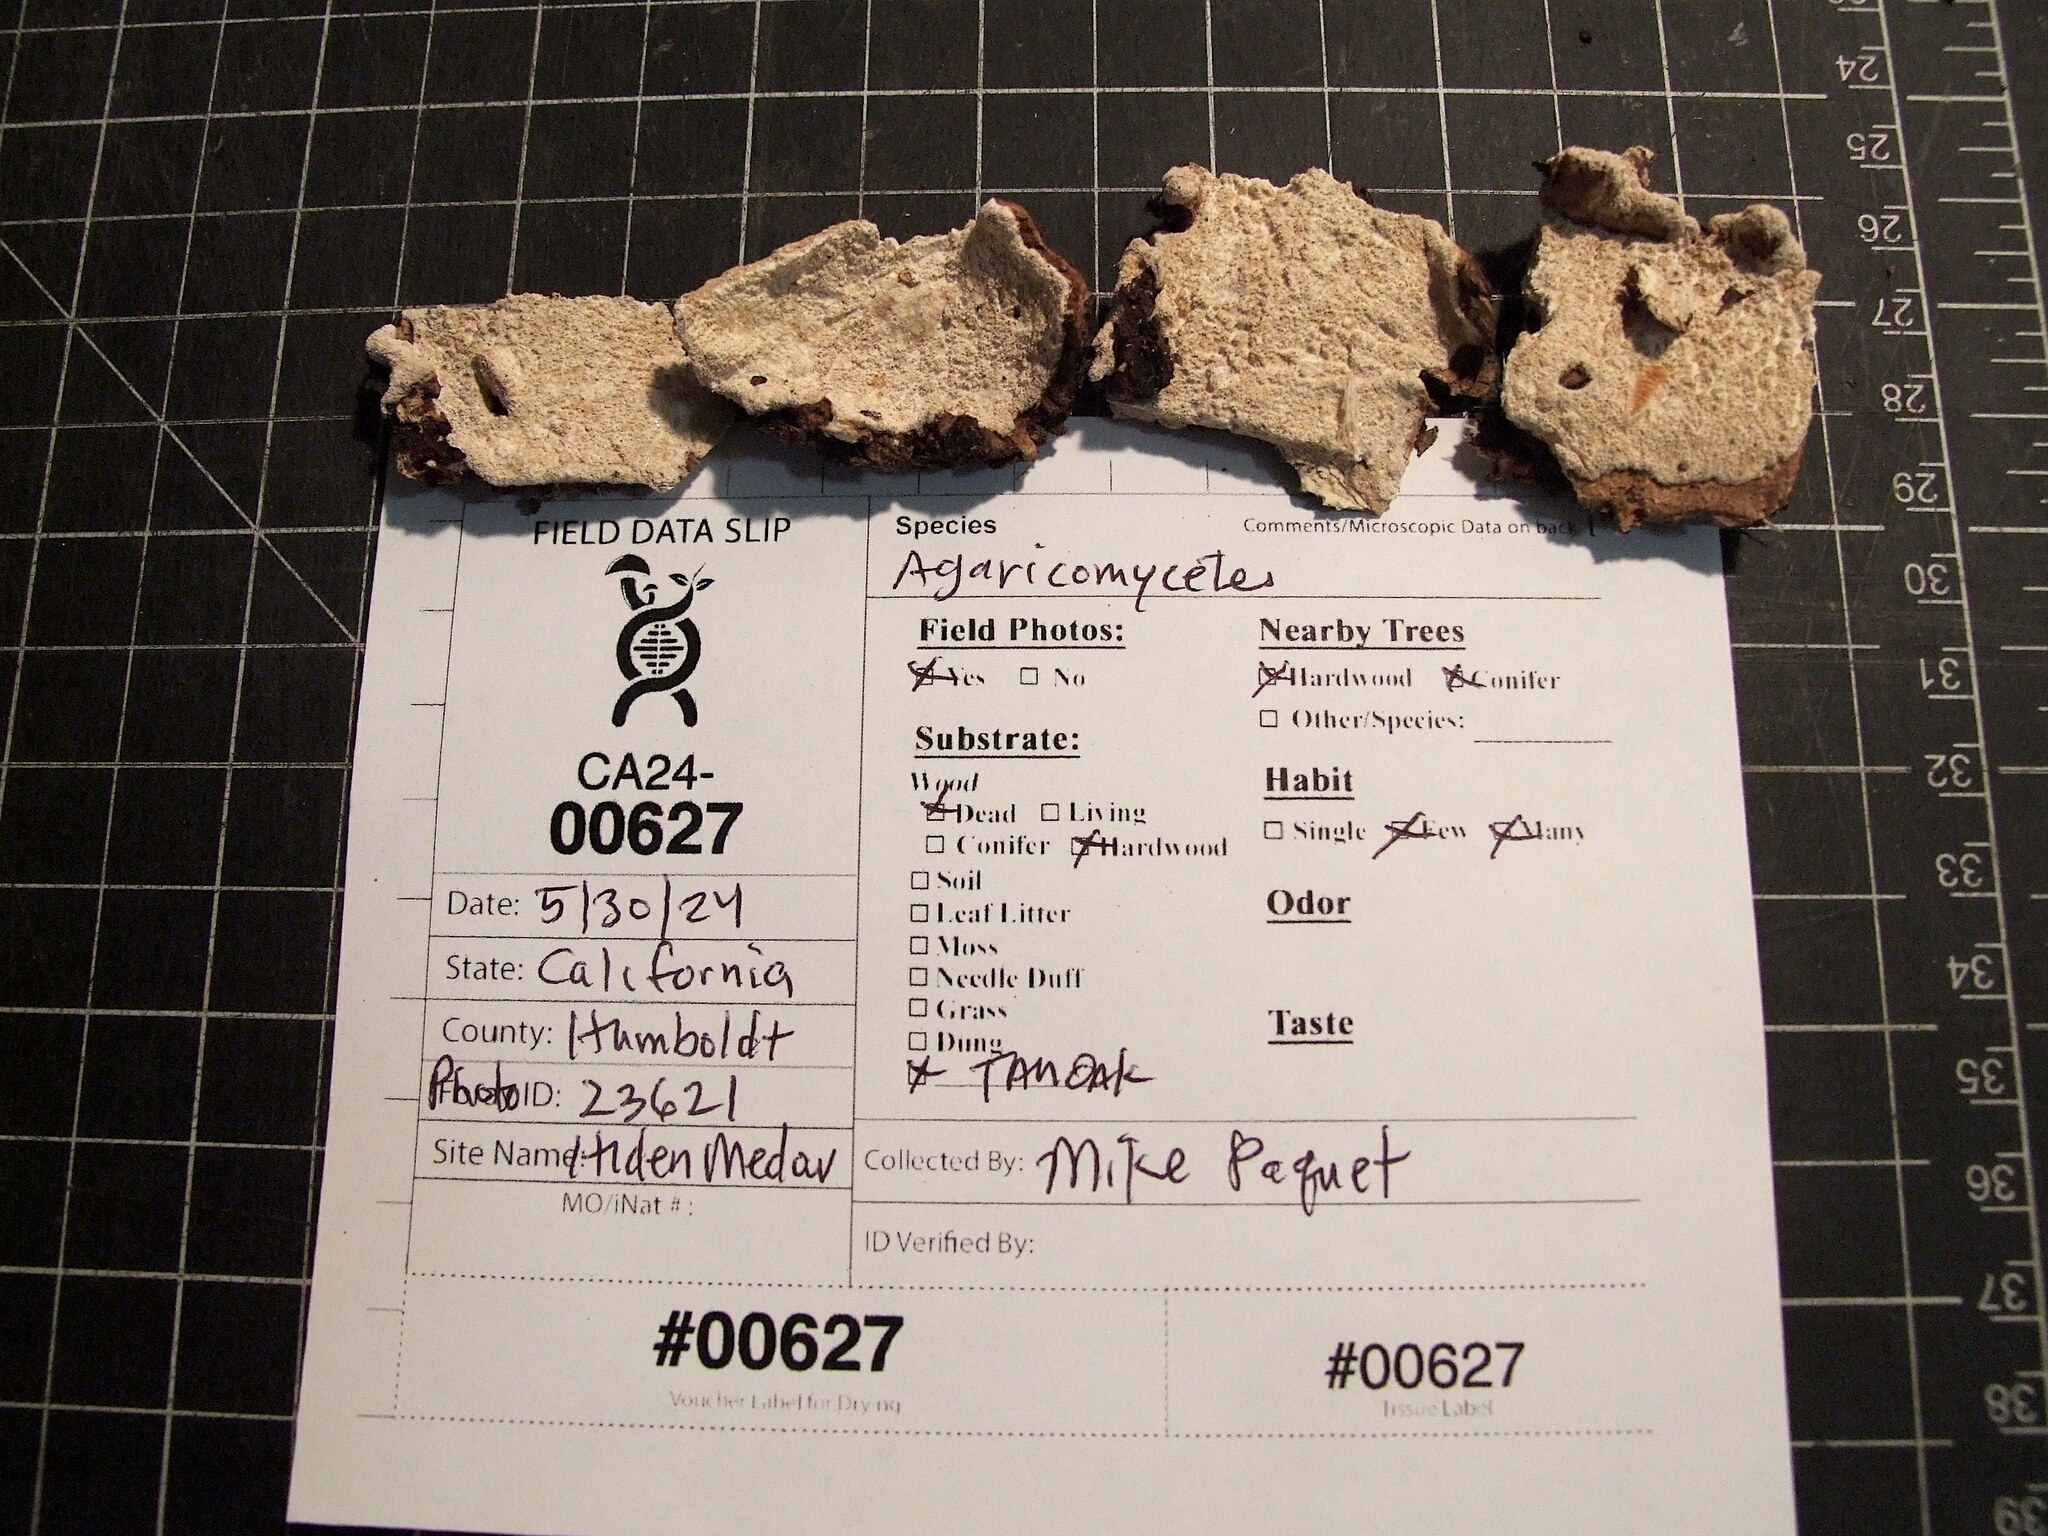 24
25
26
27
28
29
30
31
32
33
34
35
36
37
38
39
FIELD DATA SLIP
CA24-
00627
Date: 5/30/24
State: California
County: Humboldt
Photo ID: 23621
Site Name: Hiden Medow
MO/iNat #:
Species
Comments/Microscopic Data on back
Agaricomycetes
Field Photos:
Yes No
Substrate:
Wood
Dead Living
Conifer Hardwood
Soil
Leaf Litter
Moss
Needle Duff
Grass
Dung
TANOAK
Nearby Trees
Hardwood Conifer
Other/Species:
Habit
Single Few Many
Odor
Taste
Collected By: Mike Paquet
ID Verified By:
#00627
Voucher Label for Drying
#00627
Tissue Label